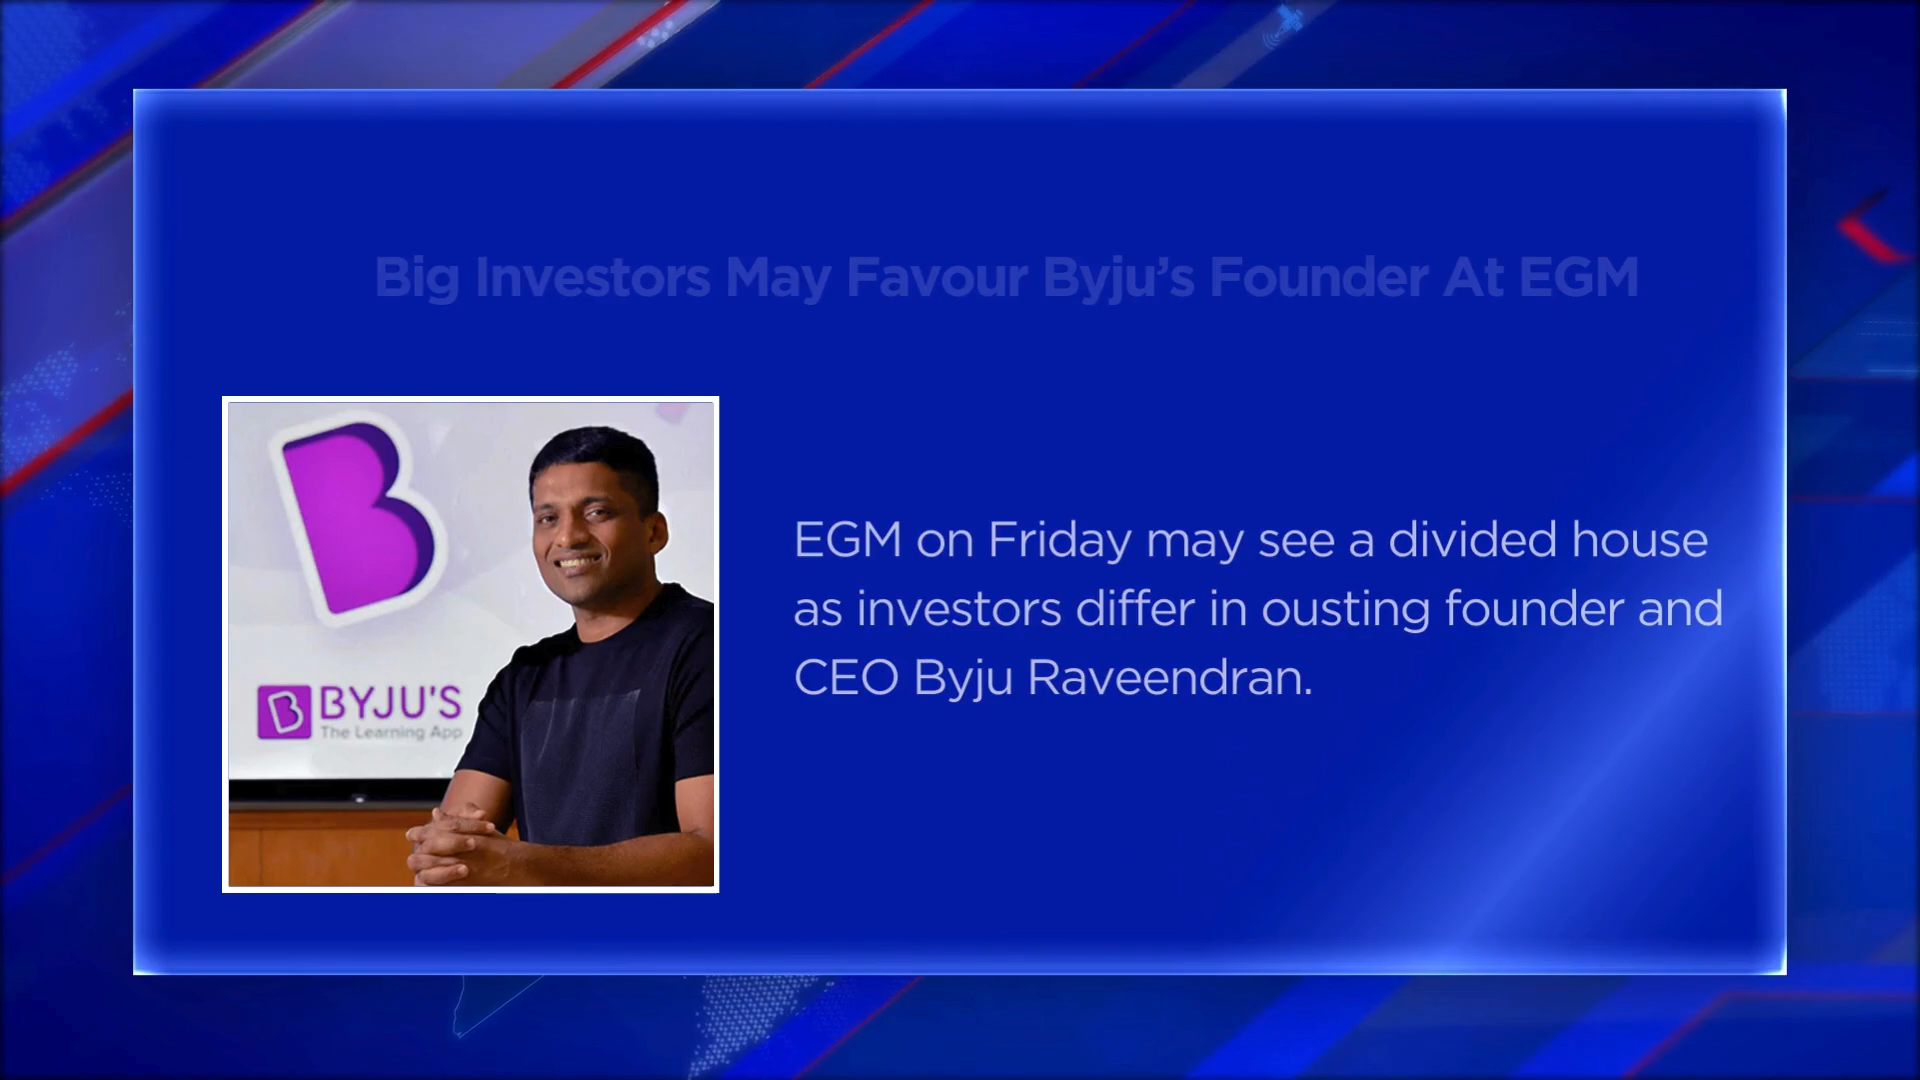 Big Investors May Favour Byju’s Founder At EGM
B
B BYJU'S
The Learning App
EGM on Friday may see a divided house
as investors differ in ousting founder and
CEO Byju Raveendran.